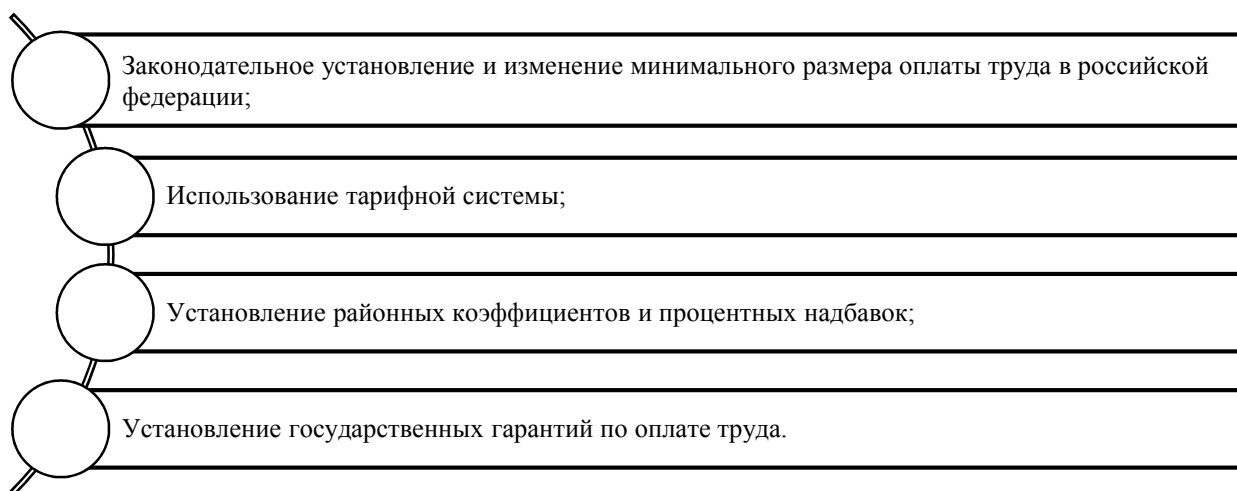 Законодательное установление и изменение минимального размера оплаты труда в российской
федерации;
Использование тарифной системы;
Установление районных коэффициентов и процентных надбавок;
Установление государственных гарантий по оплате труда.